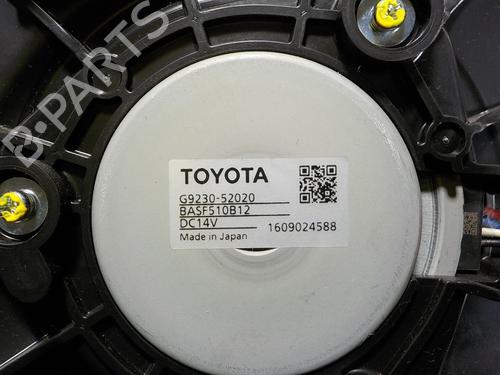 B-PARTS
TOYOTA
G9230-52020
BASF510B12
DC14V
Made in Japan
1609024588